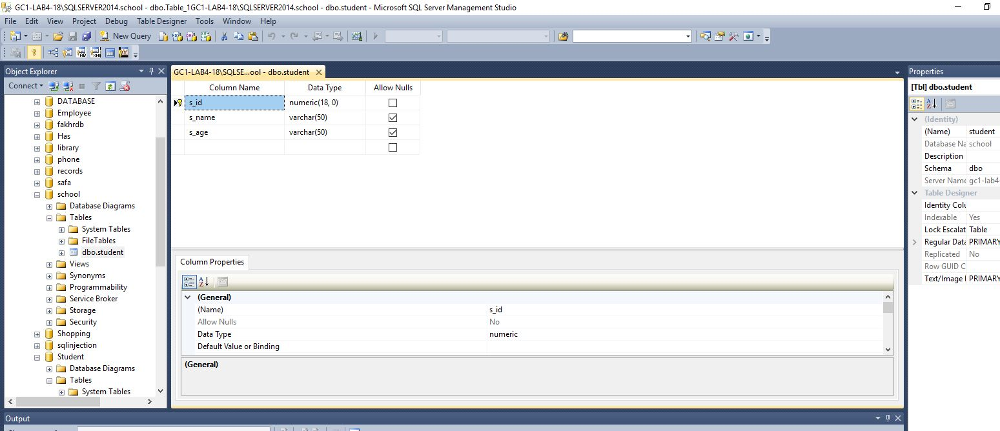 GC1-LAB4-18\SQLSERVER2014.school - dbo.Table_1GC1-LAB4-18\SQLSERVER2014.school - dbo.student - Microsoft SQL Server Management Studio
File Edit View Project Debug Table Designer Tools Window Help
New Query
Object Explorer
Connect
DATABASE
Employee
fakhrdb
Has
library
phone
records
safa
school
Database Diagrams
Tables
System Tables
FileTables
dbo.student
Views
Synonyms
Programmability
Service Broker
Storage
Security
Shopping
sqlinjection
Student
Database Diagrams
Tables
System Tables
GC1-LAB4-18\SQLSE...ool - dbo.student
Column Name Data Type Allow Nulls
s_id numeric(18, 0)
s_name varchar(50)
s_age varchar(50)
Column Properties
(General)
(Name) s_id
Allow Nulls No
Data Type numeric
Default Value or Binding
(General)
Properties
[Tbl] dbo.student
(Identity)
(Name) student
Database Na school
Description
Schema dbo
Server Name gc1-lab4-
Table Designer
Identity Colu
Indexable Yes
Lock Escalat Table
Regular Data PRIMARY
Replicated No
Row GUID C
Text/Image PRIMARY
Output